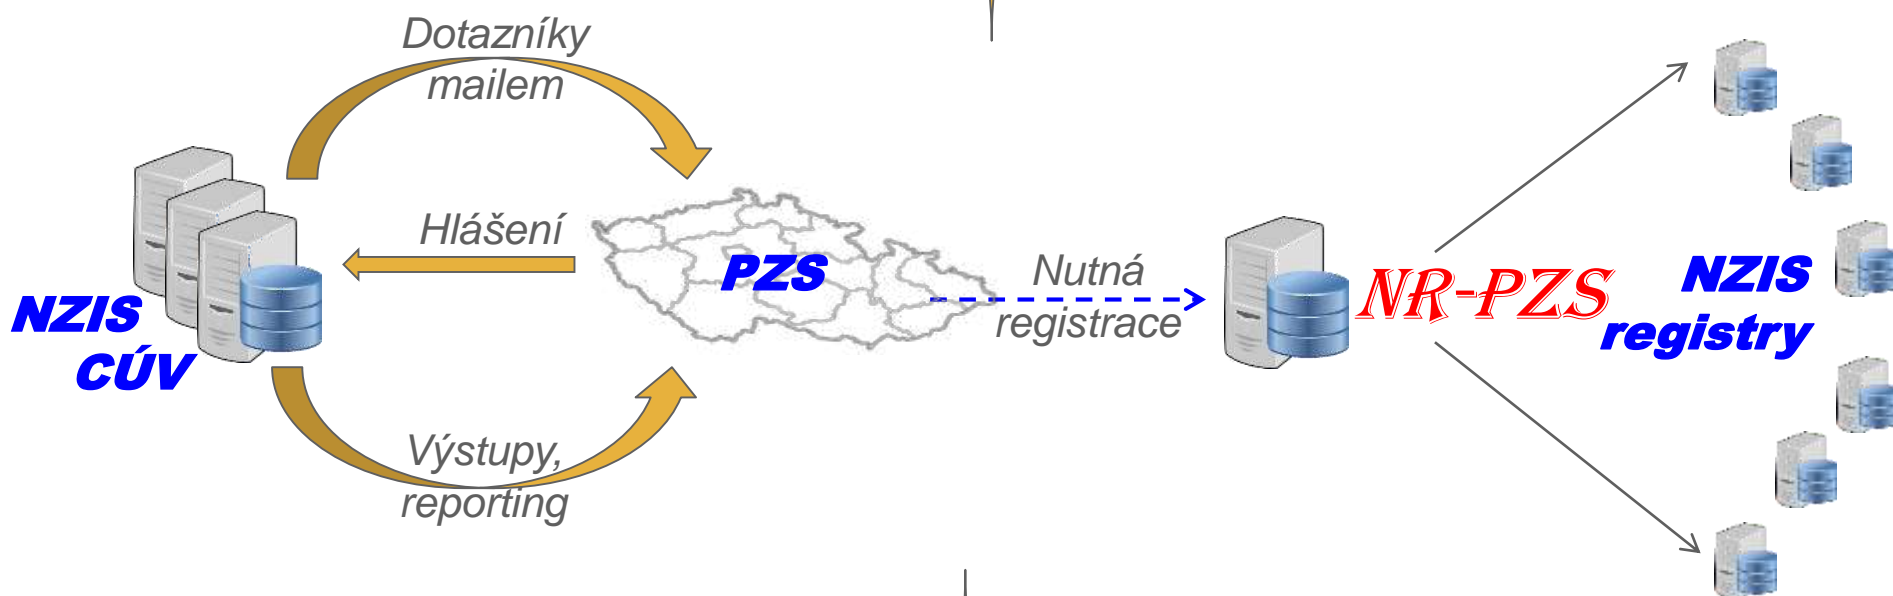 Dotazníky
mailem
Hlášení
NZIS
CÚV
PZS
Výstupy,
reporting
Nutná
registrace
NR-PZS
NZIS
registry